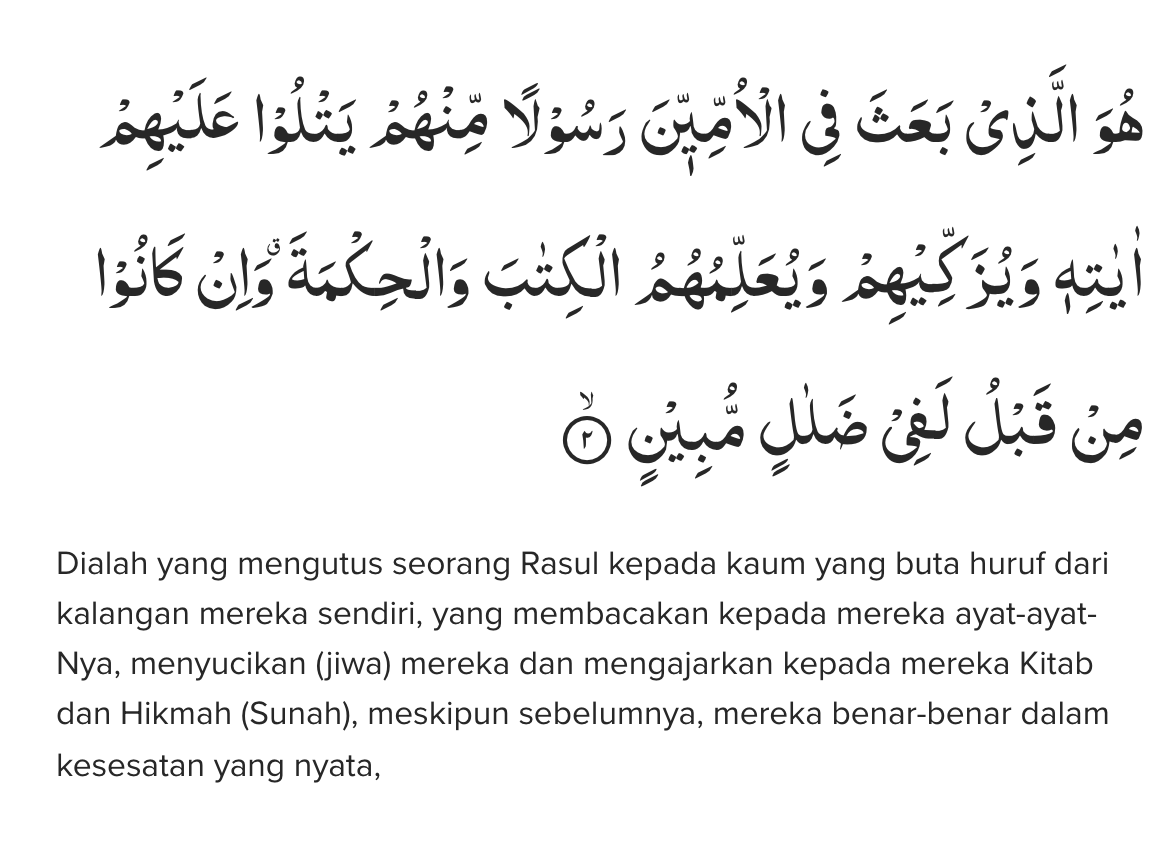 هُوَ الَّذِيْ بَعَثَ فِى الْاُمِّيّٖنَ رَسُوْلًا مِّنْهُمْ يَتْلُوْا عَلَيْهِمْ
اٰيٰتِهٖ وَيُزَكِّيْهِمْ وَيُعَلِّمُهُمُ الْكِتٰبَ وَالْحِكْمَةَ وَاِنْۗ كَانُوْا
مِنْ قَبْلُ لَفِيْ ضَلٰلٍ مُّبِيْنٍۙ ٢
Dialah yang mengutus seorang Rasul kepada kaum yang buta huruf dari
kalangan mereka sendiri, yang membacakan kepada mereka ayat-ayat-
Nya, menyucikan (jiwa) mereka dan mengajarkan kepada mereka Kitab
dan Hikmah (Sunah), meskipun sebelumnya, mereka benar-benar dalam
kesesatan yang nyata,